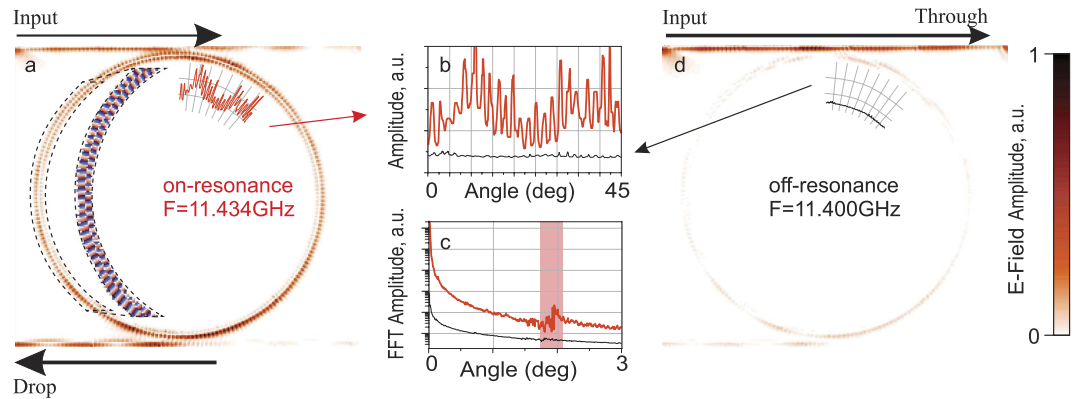 Input
a
on-resonance
F=11.434GHz
Drop
b
Amplitude, a.u.
0
Angle (deg)
45
c
FFT Amplitude, a.u.
0
Angle (deg)
3
Input
Through
d
off-resonance
F=11.400GHz
1
E-Field Amplitude, a.u.
0